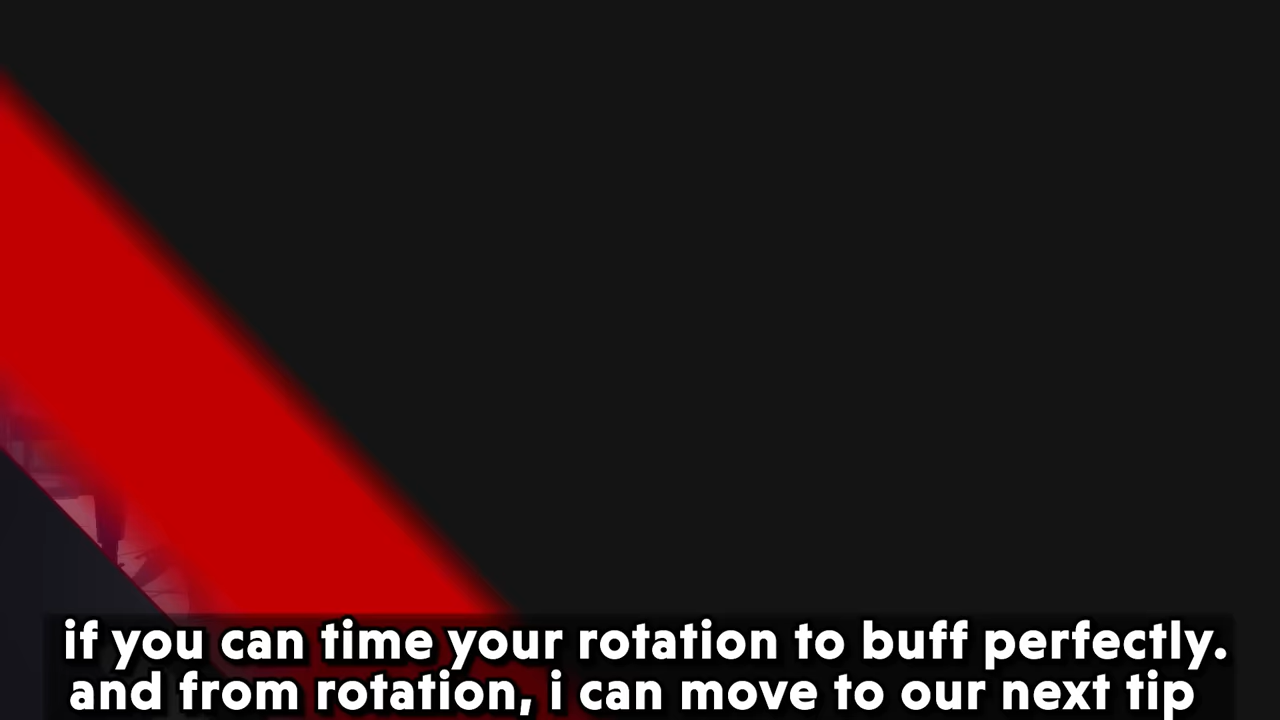 if you can time your rotation to buff perfectly.
and from rotation, i can move to our next tip